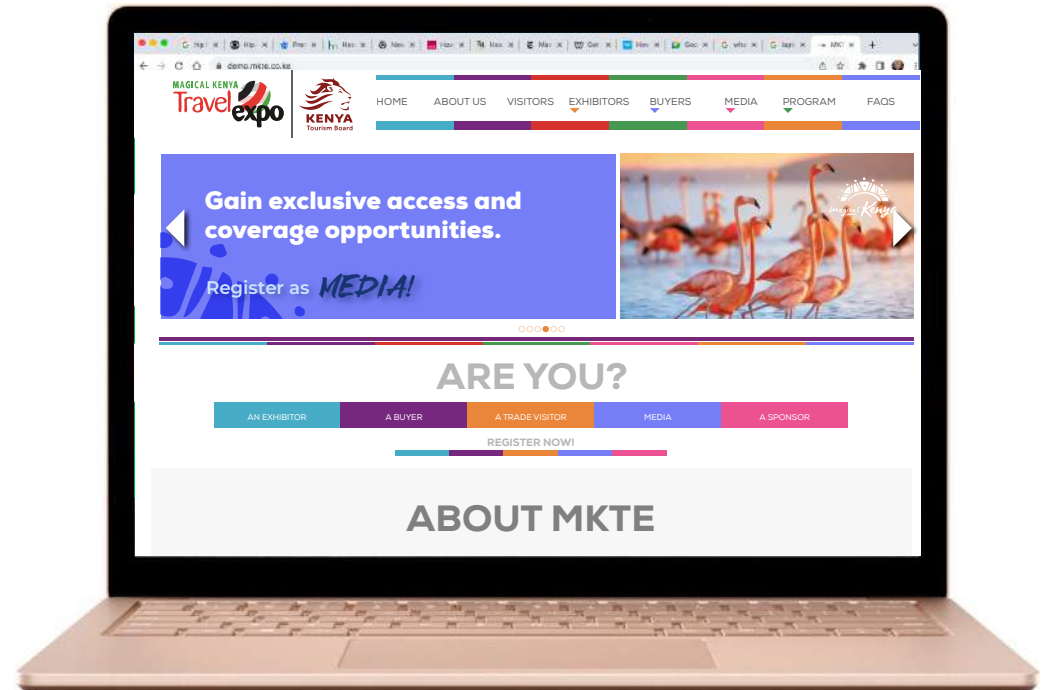 demo.mkte.co.ke
MAGICAL KENYA
Travel expo
KENYA
Tourism Board
HOME ABOUT US VISITORS EXHIBITORS BUYERS MEDIA PROGRAM FAQS
Gain exclusive access and
coverage opportunities.
Register as MEDIA!
magical Kenya
ARE YOU?
AN EXHIBITOR A BUYER A TRADE VISITOR MEDIA A SPONSOR
REGISTER NOW!
ABOUT MKTE